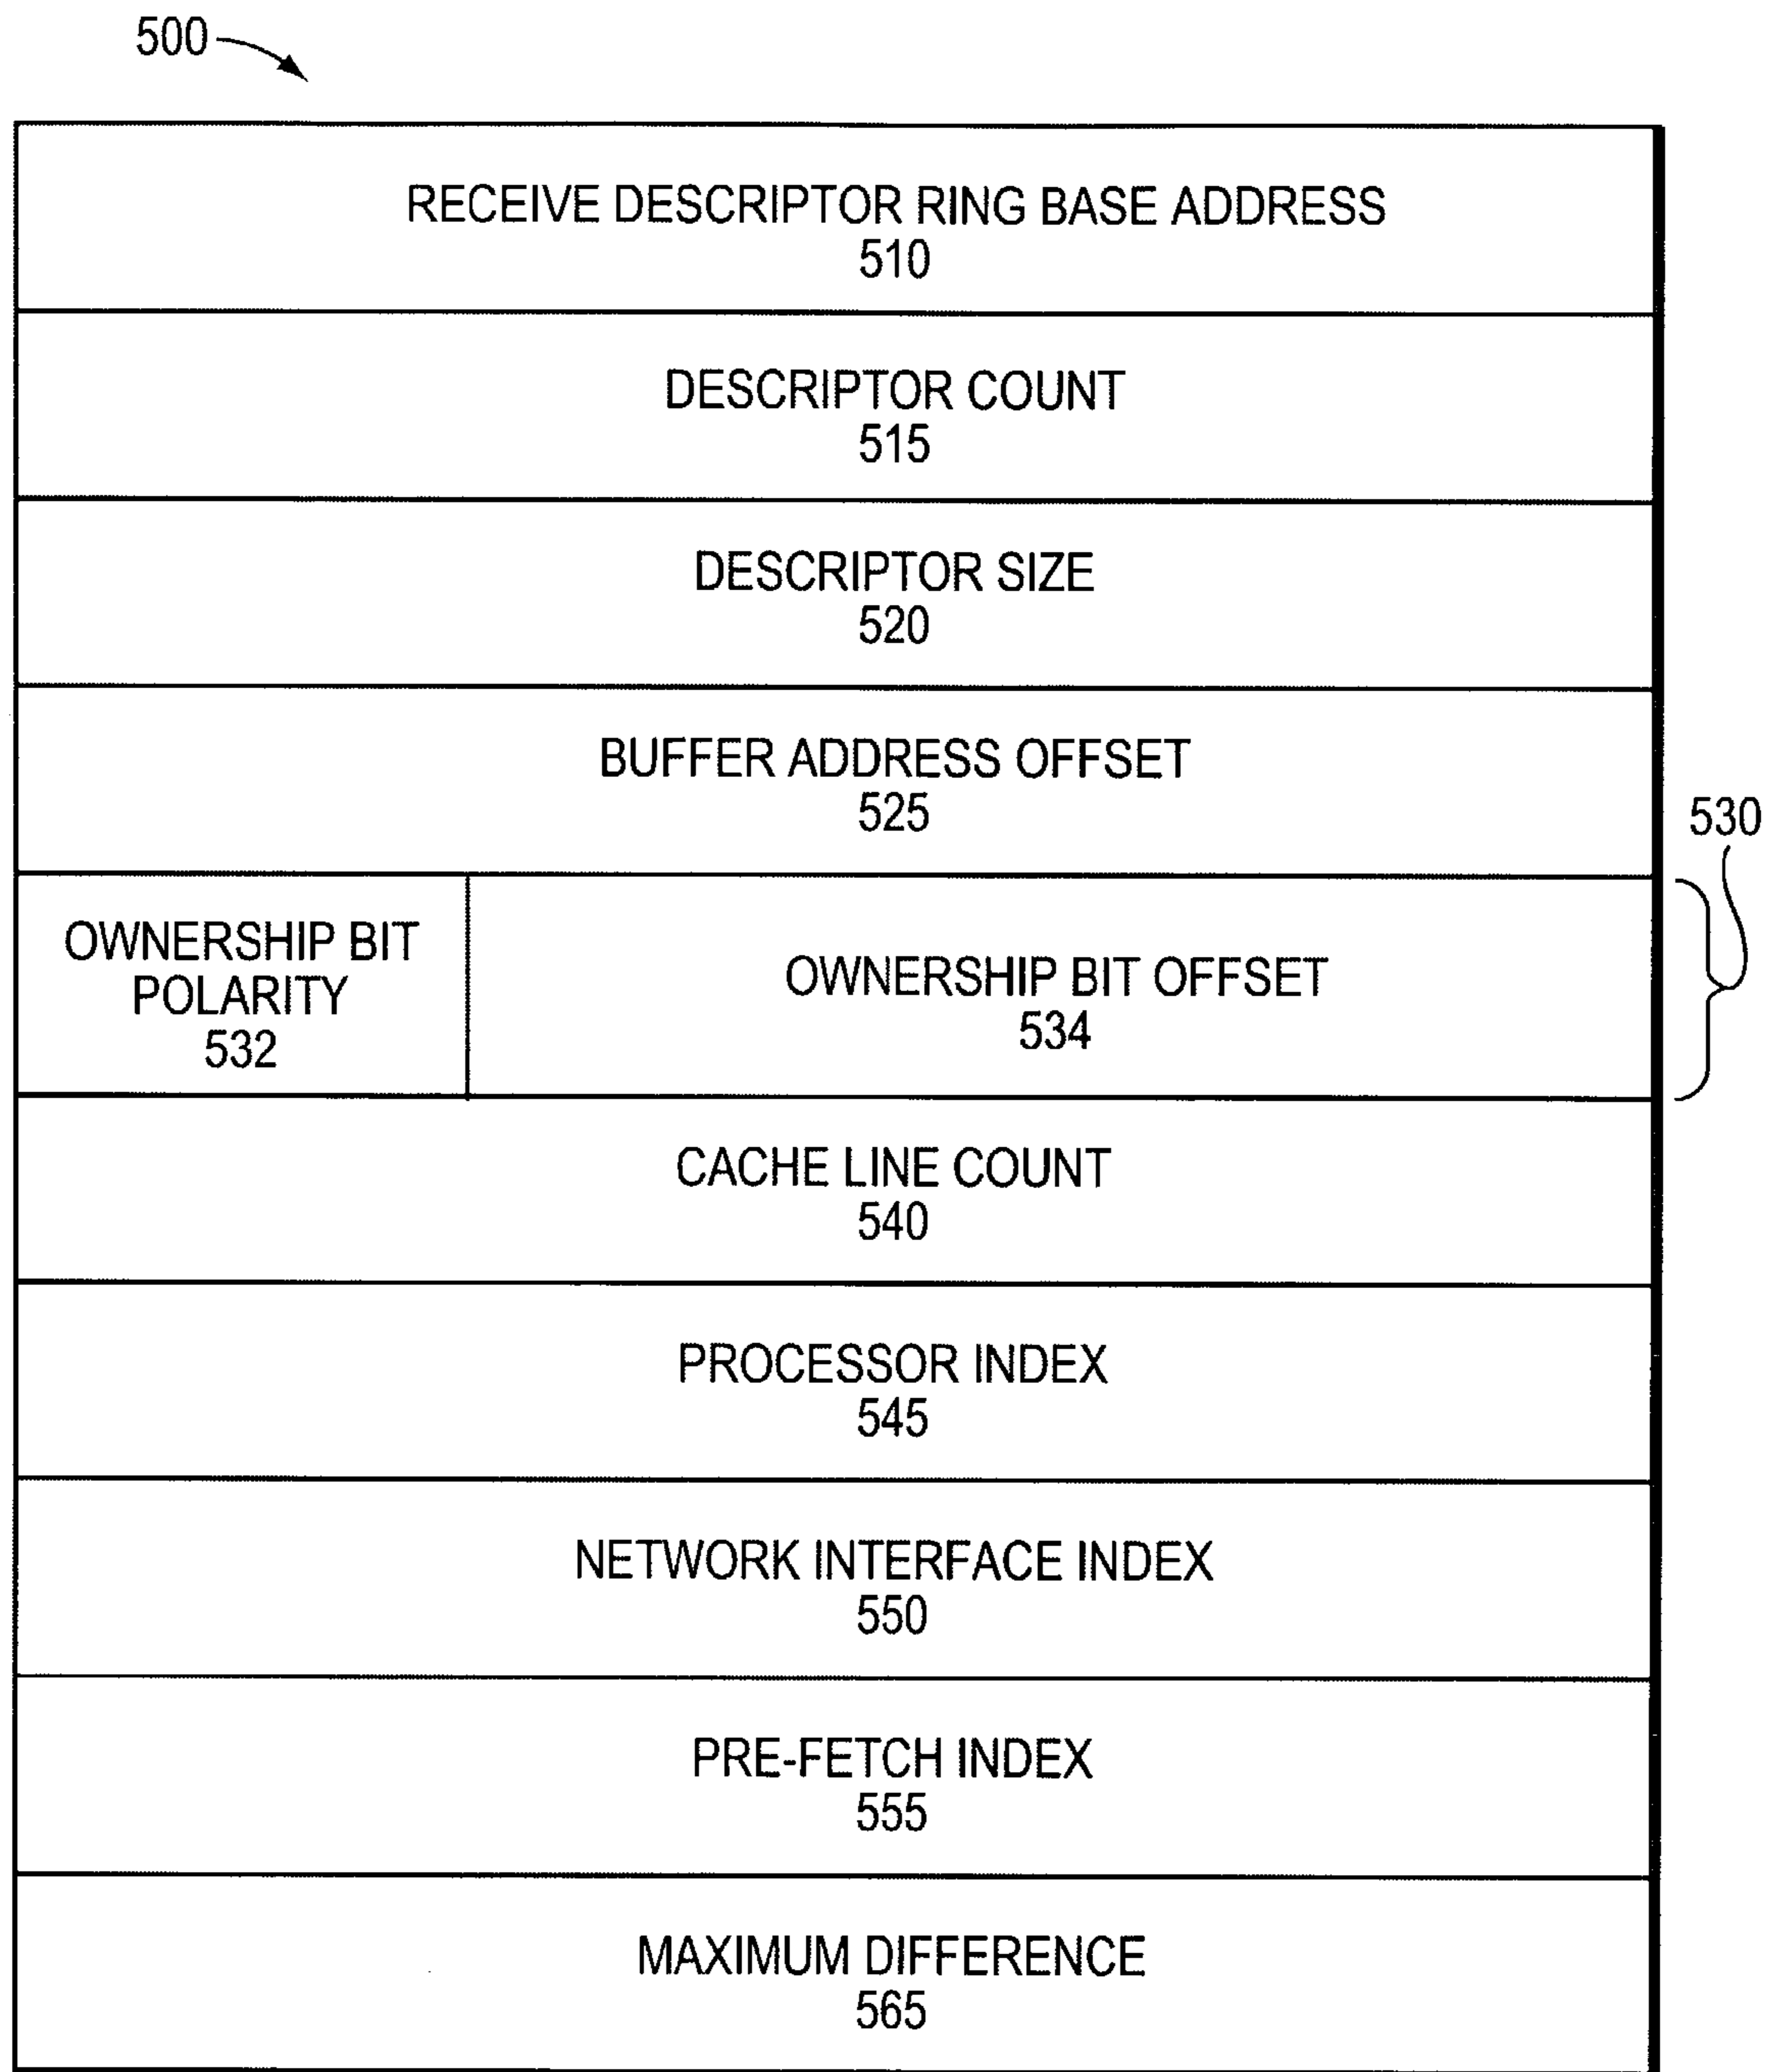 500
RECEIVE DESCRIPTOR RING BASE ADDRESS
510
DESCRIPTOR COUNT
515
DESCRIPTOR SIZE
520
BUFFER ADDRESS OFFSET
525
530
OWNERSHIP BIT
POLARITY
532
OWNERSHIP BIT OFFSET
534
CACHE LINE COUNT
540
PROCESSOR INDEX
545
NETWORK INTERFACE INDEX
550
PRE-FETCH INDEX
555
MAXIMUM DIFFERENCE
565